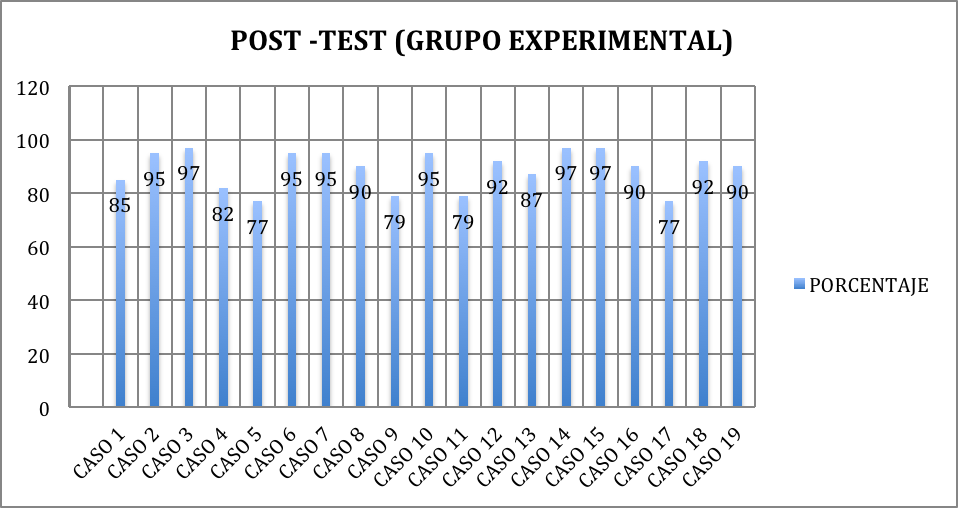 POST -TEST (GRUPO EXPERIMENTAL)
120
100
80
60
40
20
0
85
95
97
82
77
95
95
90
79
95
79
92
87
97
97
90
77
92
90
CASO 1
CASO 2
CASO 3
CASO 4
CASO 5
CASO 6
CASO 7
CASO 8
CASO 9
CASO 10
CASO 11
CASO 12
CASO 13
CASO 14
CASO 15
CASO 16
CASO 17
CASO 18
CASO 19
PORCENTAJE